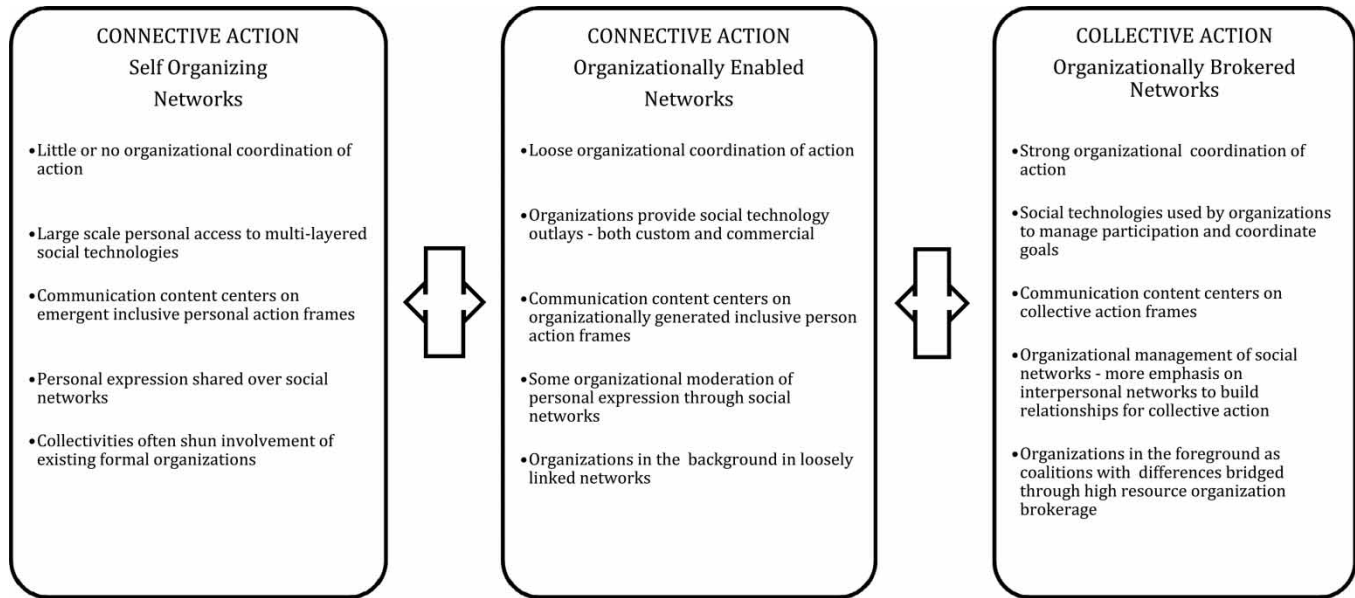 CONNECTIVE ACTION
Self Organizing
Networks
•Little or no organizational coordination of
action
•Large scale personal access to multi-layered
social technologies
•Communication content centers on
emergent inclusive personal action frames
•Personal expression shared over social
networks
•Collectivities often shun involvement of
existing formal organizations
CONNECTIVE ACTION
Organizationally Enabled
Networks
•Loose organizational coordination of action
•Organizations provide social technology
outlays - both custom and commercial
•Communication content centers on
organizationally generated inclusive person
action frames
•Some organizational moderation of
personal expression through social
networks
•Organizations in the background in loosely
linked networks
COLLECTIVE ACTION
Organizationally Brokered
Networks
•Strong organizational coordination of
action
•Social technologies used by organizations
to manage participation and coordinate
goals
•Communication content centers on
collective action frames
•Organizational management of social
networks - more emphasis on
interpersonal networks to build
relationships for collective action
•Organizations in the foreground as
coalitions with differences bridged
through high resource organization
brokerage